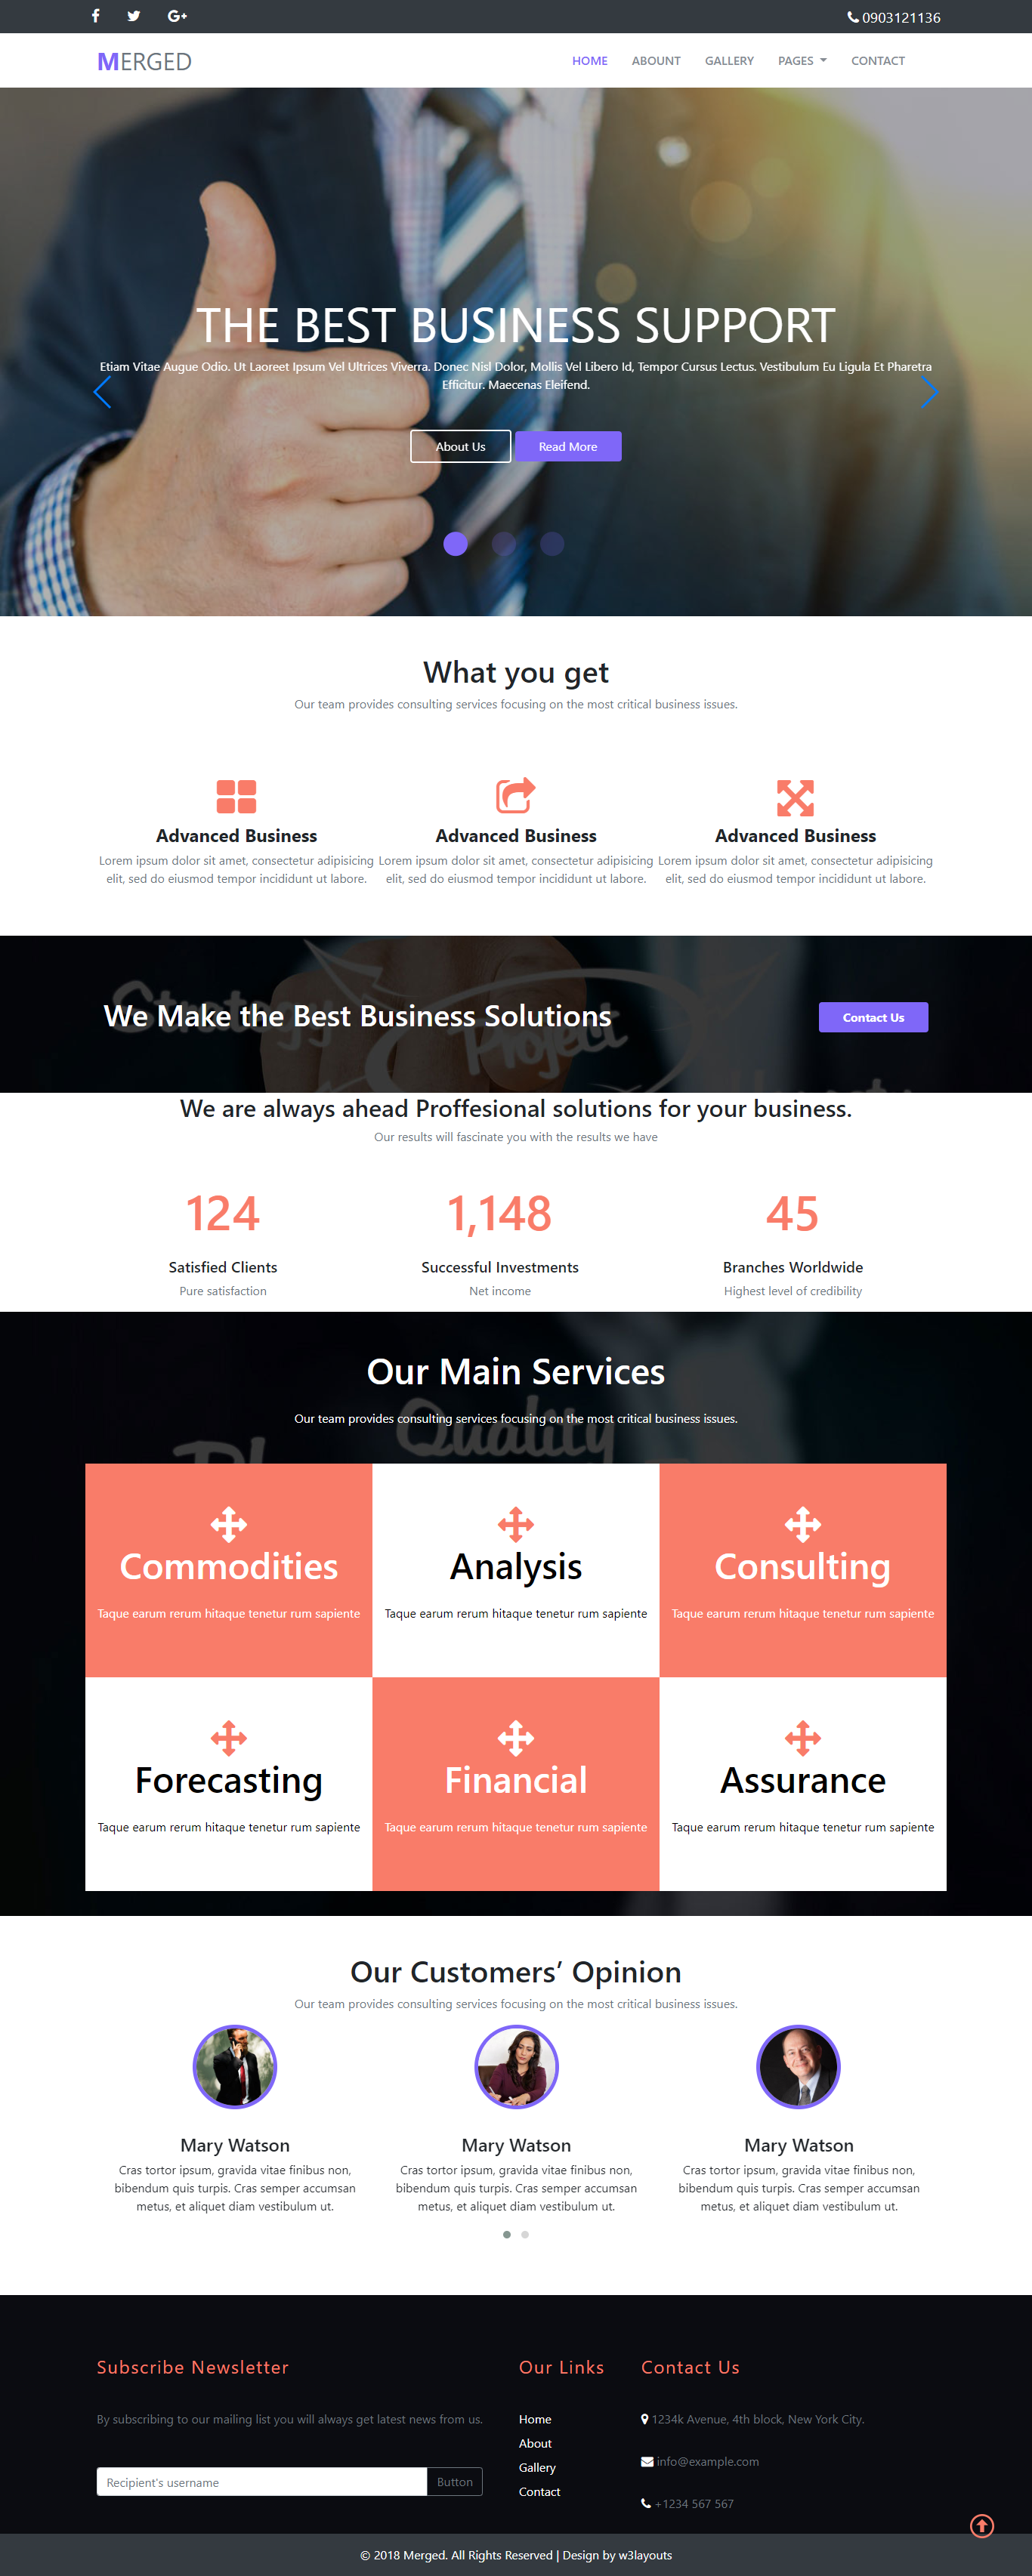 0903121136
MERGED
HOME ABOUNT GALLERY PAGES CONTACT
THE BEST BUSINESS SUPPORT
Etiam Vitae Augue Odio. Ut Laoreet Ipsum Vel Ultrices Viverra. Donec Nisl Dolor, Mollis Vel Libero Id, Tempor Cursus Lectus. Vestibulum Eu Ligula Et Pharetra
Efficitur. Maecenas Eleifend.
About Us Read More
What you get
Our team provides consulting services focusing on the most critical business issues.
Advanced Business
Lorem ipsum dolor sit amet, consectetur adipisicing
elit, sed do eiusmod tempor incididunt ut labore.
Advanced Business
Lorem ipsum dolor sit amet, consectetur adipisicing
elit, sed do eiusmod tempor incididunt ut labore.
Advanced Business
Lorem ipsum dolor sit amet, consectetur adipisicing
elit, sed do eiusmod tempor incididunt ut labore.
Strategy
Project
We Make the Best Business Solutions
Contact Us
We are always ahead Proffesional solutions for your business.
Our results will fascinate you with the results we have
124
Satisfied Clients
Pure satisfaction
1,148
Successful Investments
Net income
45
Branches Worldwide
Highest level of credibility
Our Main Services
Our team provides consulting services focusing on the most critical business issues.
Quality
Commodities
Taque earum rerum hitaque tenetur rum sapiente
Analysis
Taque earum rerum hitaque tenetur rum sapiente
Consulting
Taque earum rerum hitaque tenetur rum sapiente
Forecasting
Taque earum rerum hitaque tenetur rum sapiente
Financial
Taque earum rerum hitaque tenetur rum sapiente
Assurance
Taque earum rerum hitaque tenetur rum sapiente
Our Customers’ Opinion
Our team provides consulting services focusing on the most critical business issues.
Mary Watson
Cras tortor ipsum, gravida vitae finibus non,
bibendum quis turpis. Cras semper accumsan
metus, et aliquet diam vestibulum ut.
Mary Watson
Cras tortor ipsum, gravida vitae finibus non,
bibendum quis turpis. Cras semper accumsan
metus, et aliquet diam vestibulum ut.
Mary Watson
Cras tortor ipsum, gravida vitae finibus non,
bibendum quis turpis. Cras semper accumsan
metus, et aliquet diam vestibulum ut.
Subscribe Newsletter
By subscribing to our mailing list you will always get latest news from us.
Recipient's username Button
Our Links
Home
About
Gallery
Contact
Contact Us
1234k Avenue, 4th block, New York City.
info@example.com
+1234 567 567
© 2018 Merged. All Rights Reserved | Design by w3layouts